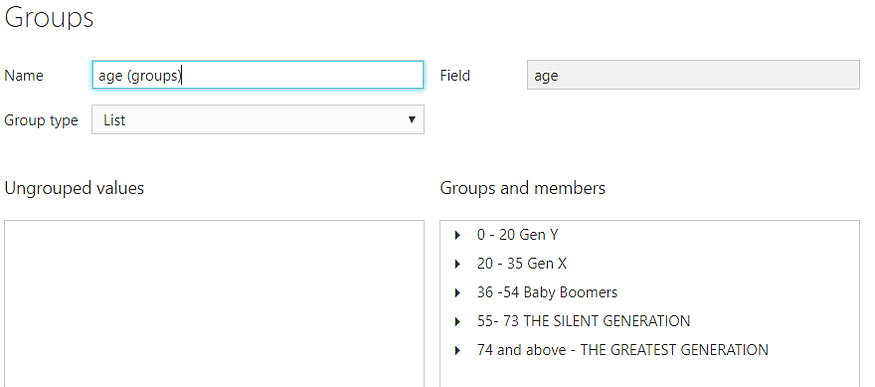 Groups
Name age (groups) Field age
Group type List
Ungrouped values Groups and members
0 - 20 Gen Y
20 - 35 Gen X
36 -54 Baby Boomers
55- 73 THE SILENT GENERATION
74 and above - THE GREATEST GENERATION